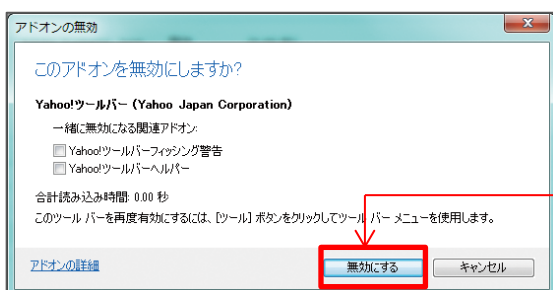 アドオンの無効
このアドオンを無効にしますか?
Yahoo!ツールバー (Yahoo Japan Corporation)
一緒に無効になる関連アドオン:
Yahoo!ツールバーフィッシング警告
Yahoo!ツールバーヘルパー
合計読み込み時間: 0.00 秒
このツール バーを再度有効にするには、[ツール] ボタンをクリックしてツール バー メニューを使用します。
アドオンの詳細 無効にする キャンセル